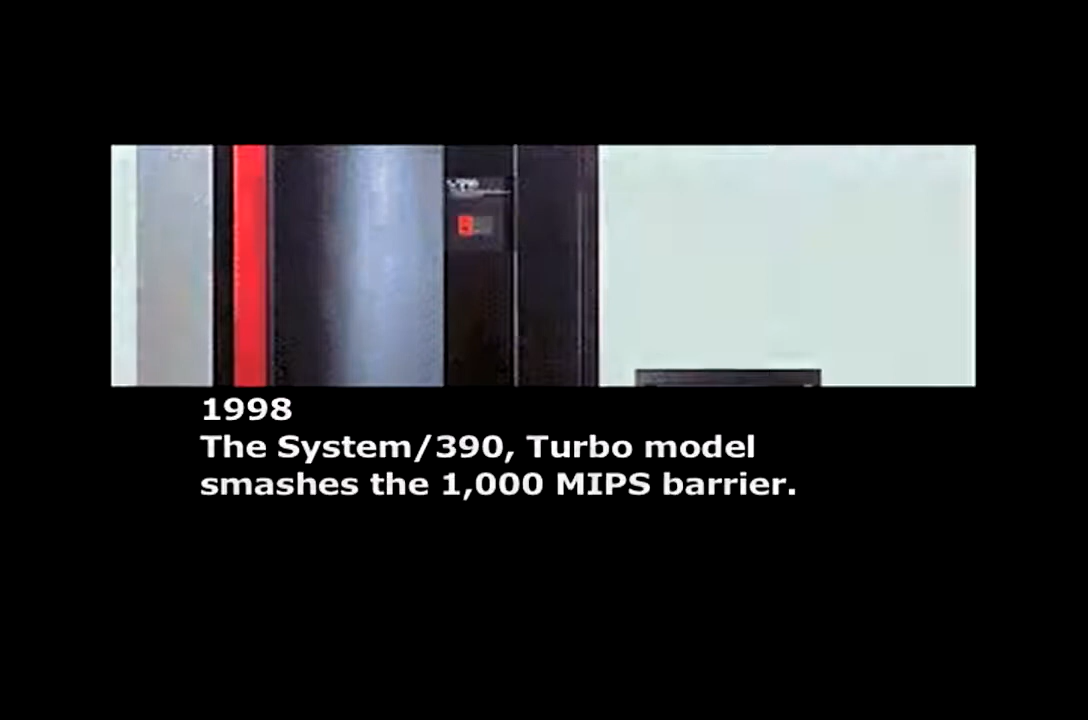 1998
The System/390, Turbo model
smashes the 1,000 MIPS barrier.